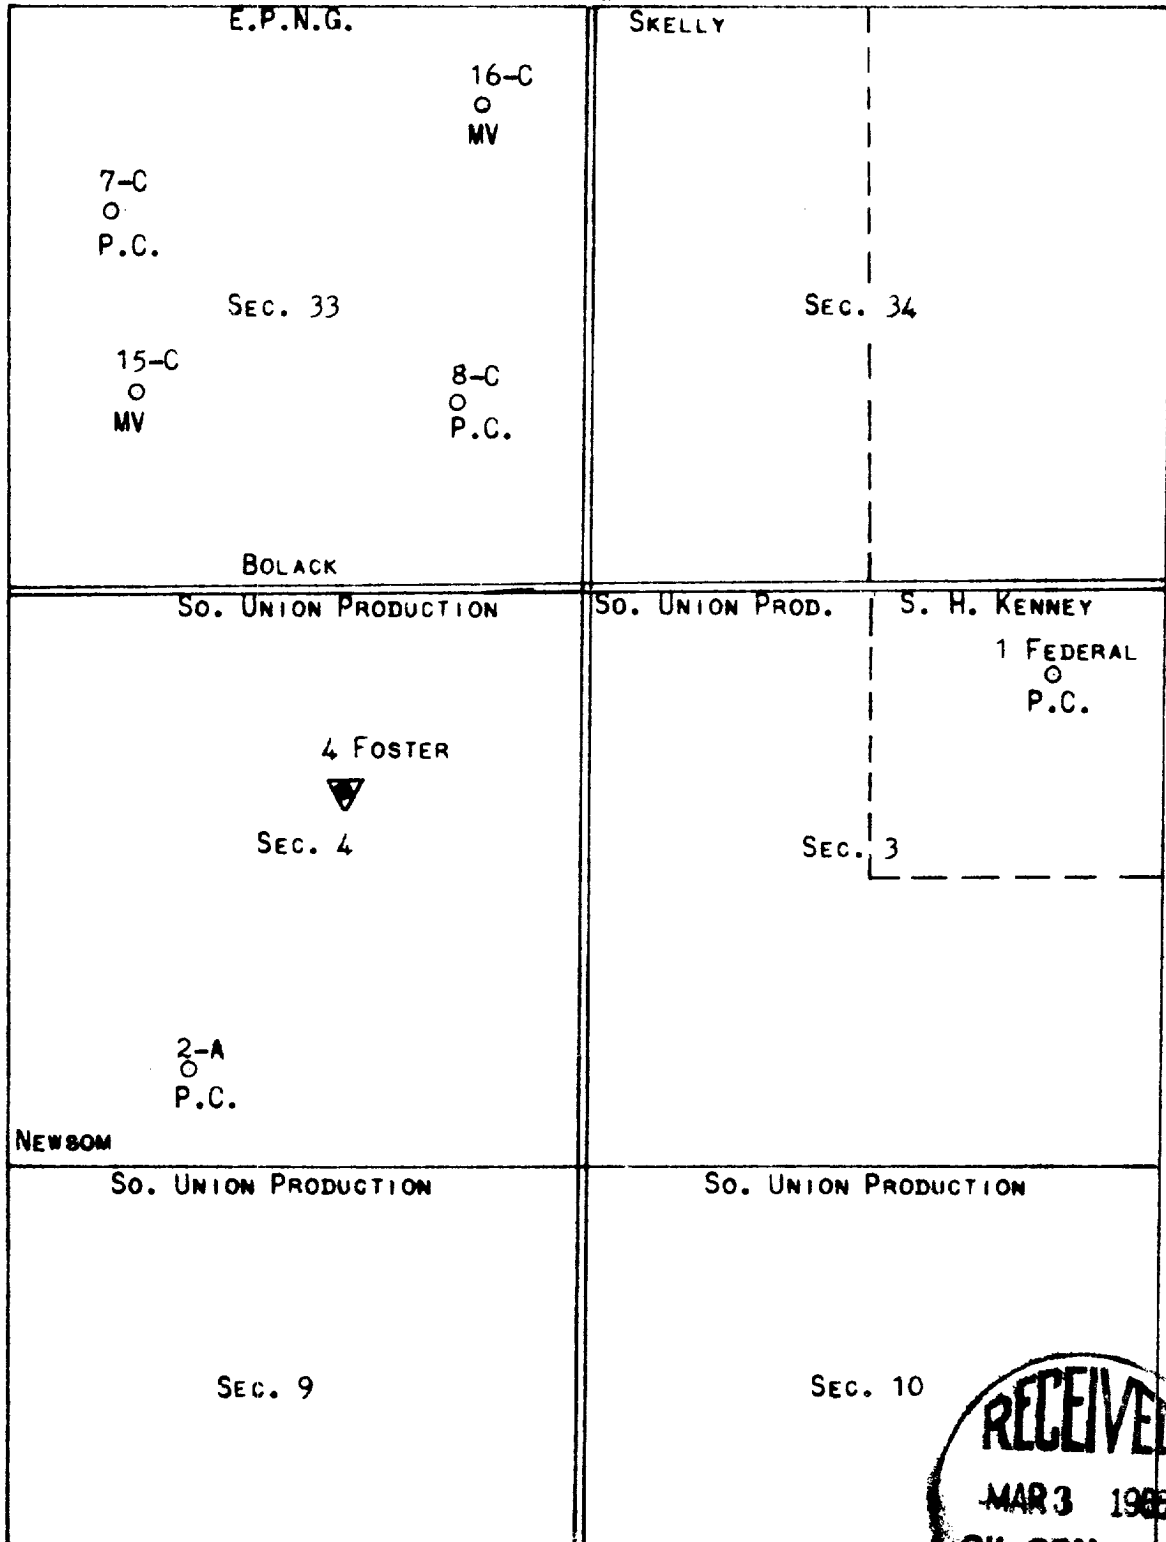 E.P.N.G.
SKELLY
16-C
MV
7-C
P.C.
SEC. 33
SEC. 34
15-C
MV
8-C
P.C.
BOLACK
SO. UNION PRODUCTION
SO. UNION PROD.
S. H. KENNEY
1 FEDERAL
P.C.
4 FOSTER
SEC. 4
SEC. 3
2-A
P.C.
NEWSOM
SO. UNION PRODUCTION
SO. UNION PRODUCTION
SEC. 9
SEC. 10
RECEIVED
MAR 3